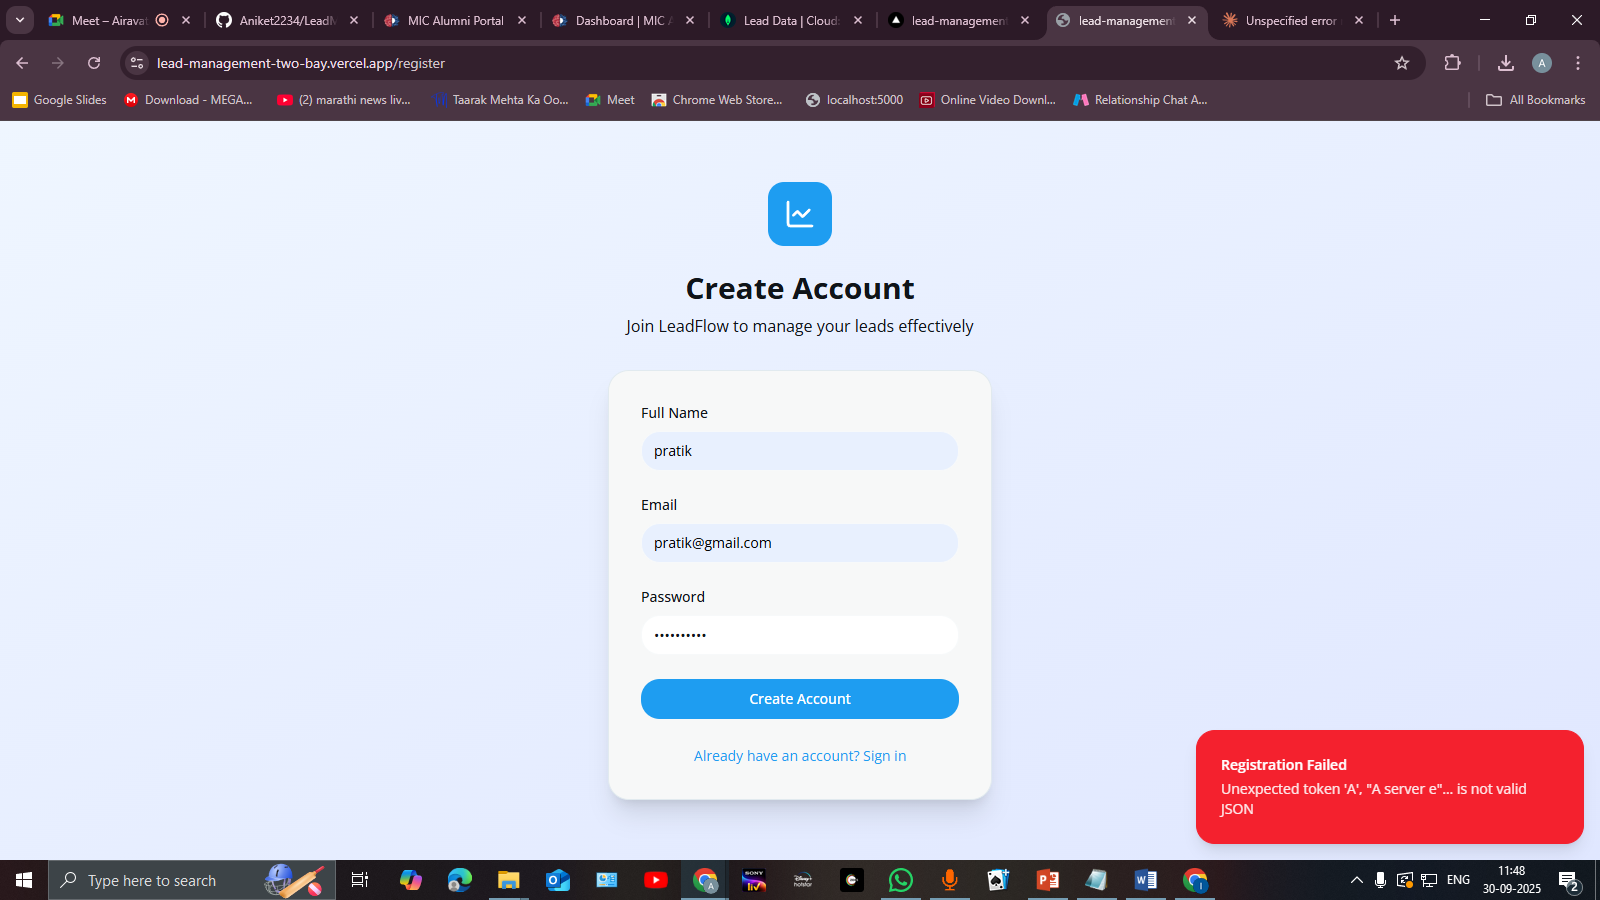 Meet – Airavat
Aniket2234/LeadM
MIC Alumni Portal
Dashboard | MIC A
Lead Data | Cloud:
lead-management
lead-management
Unspecified error
lead-management-two-bay.vercel.app/register
A
Google Slides
Download - MEGA...
(2) marathi news liv...
Taarak Mehta Ka Oo...
Meet
Chrome Web Store...
localhost:5000
Online Video Downl...
Relationship Chat A...
All Bookmarks
Create Account
Join LeadFlow to manage your leads effectively
Full Name
pratik
Email
pratik@gmail.com
Password
••••••••••
Create Account
Already have an account? Sign in
Registration Failed
Unexpected token 'A', "A server e"... is not valid
JSON
Type here to search
SONY
liv
ENG
11:48
30-09-2025
2